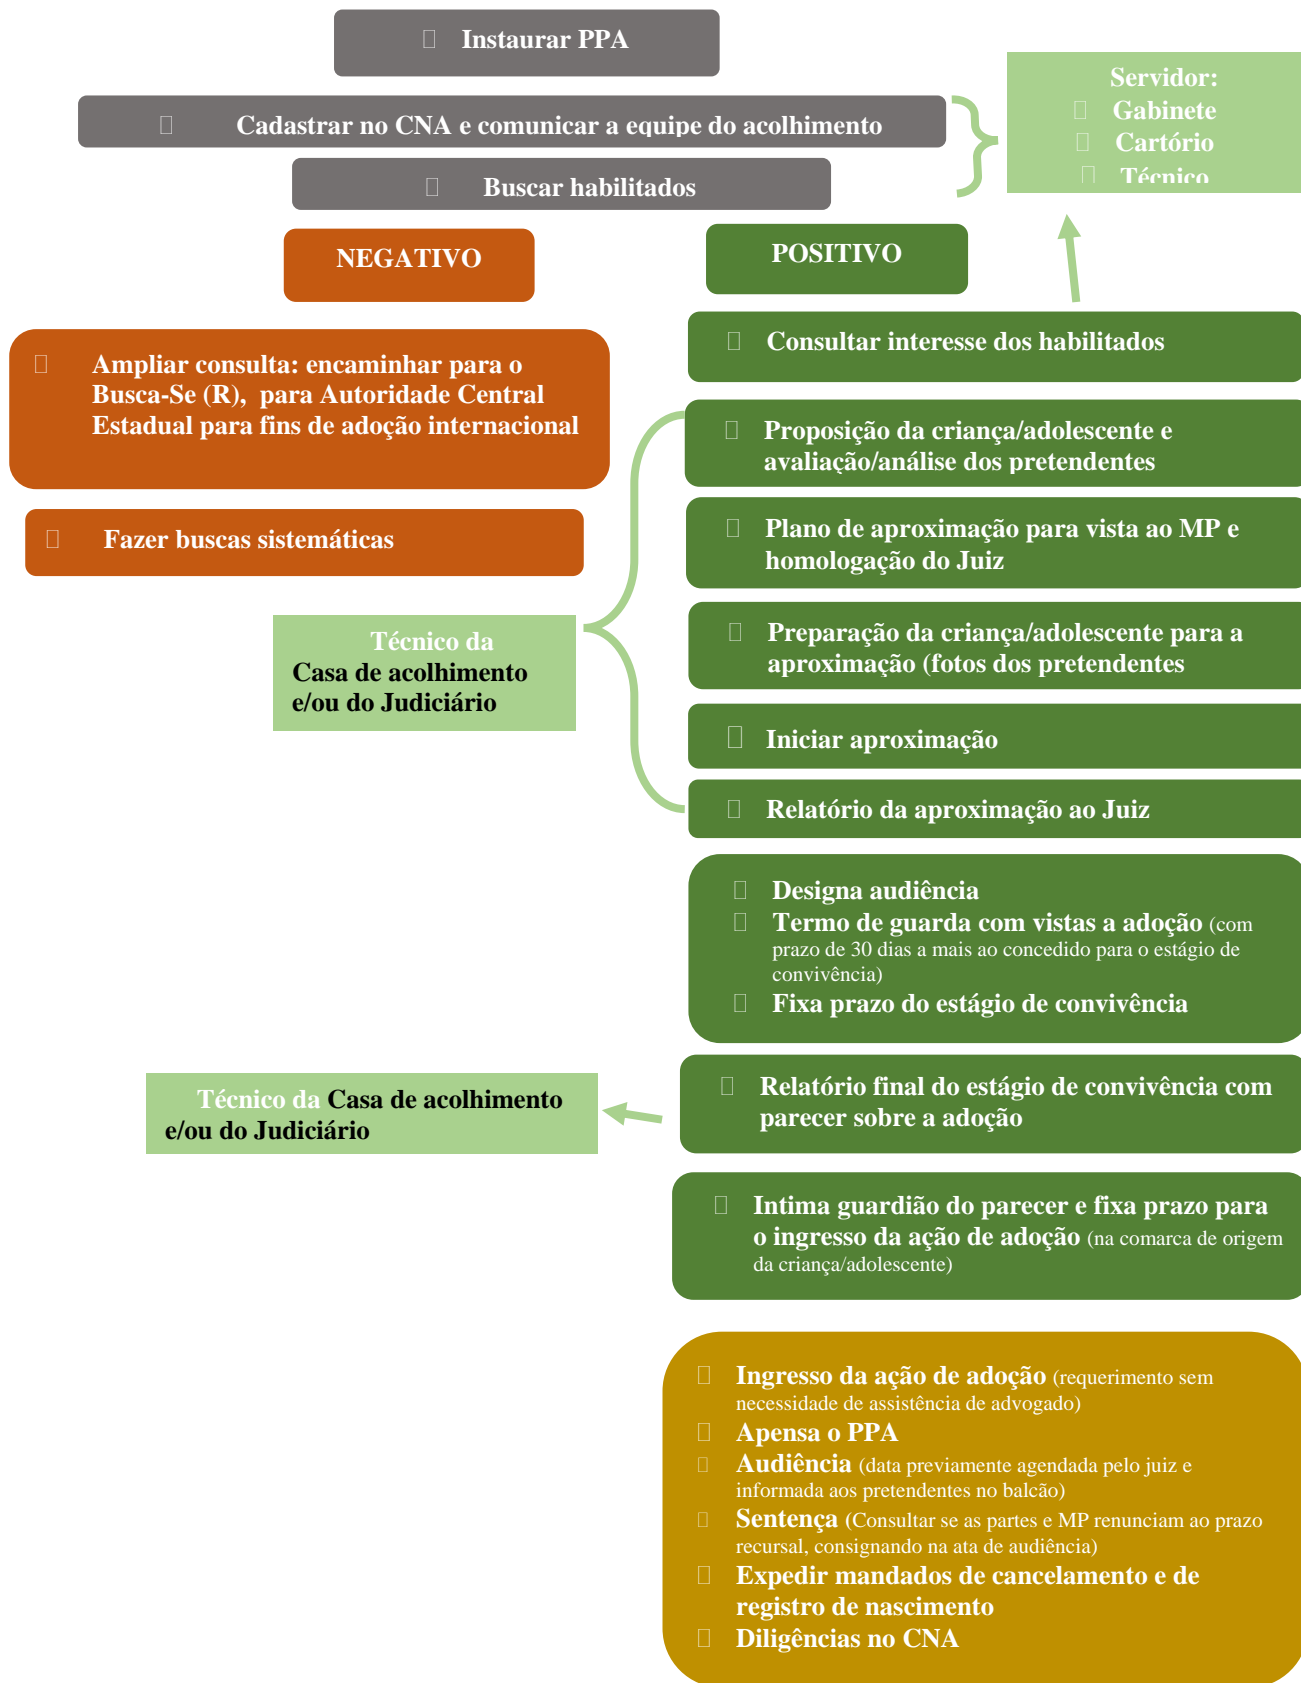 Instaurar PPA
Cadastrar no CNA e comunicar a equipe do acolhimento
Buscar habilitados
Servidor:
Gabinete
Cartório
Técnico
NEGATIVO
POSITIVO
Ampliar consulta: encaminhar para o
Busca-Se (R), para Autoridade Central
Estadual para fins de adoção internacional
Fazer buscas sistemáticas
Consultar interesse dos habilitados
Proposição da criança/adolescente e
avaliação/análise dos pretendentes
Plano de aproximação para vista ao MP e
homologação do Juiz
Preparação da criança/adolescente para a
aproximação (fotos dos pretendentes
Iniciar aproximação
Relatório da aproximação ao Juiz
Técnico da
Casa de acolhimento
e/ou do Judiciário
Designa audiência
Termo de guarda com vistas a adoção (com
prazo de 30 dias a mais ao concedido para o estágio de
convivência)
Fixa prazo do estágio de convivência
Relatório final do estágio de convivência com
parecer sobre a adoção
Técnico da Casa de acolhimento
e/ou do Judiciário
Intima guardião do parecer e fixa prazo para
o ingresso da ação de adoção (na comarca de origem
da criança/adolescente)
Ingresso da ação de adoção (requerimento sem
necessidade de assistência de advogado)
Apensa o PPA
Audiência (data previamente agendada pelo juiz e
informada aos pretendentes no balcão)
Sentença (Consultar se as partes e MP renunciam ao prazo
recursal, consignando na ata de audiência)
Expedir mandados de cancelamento e de
registro de nascimento
Diligências no CNA